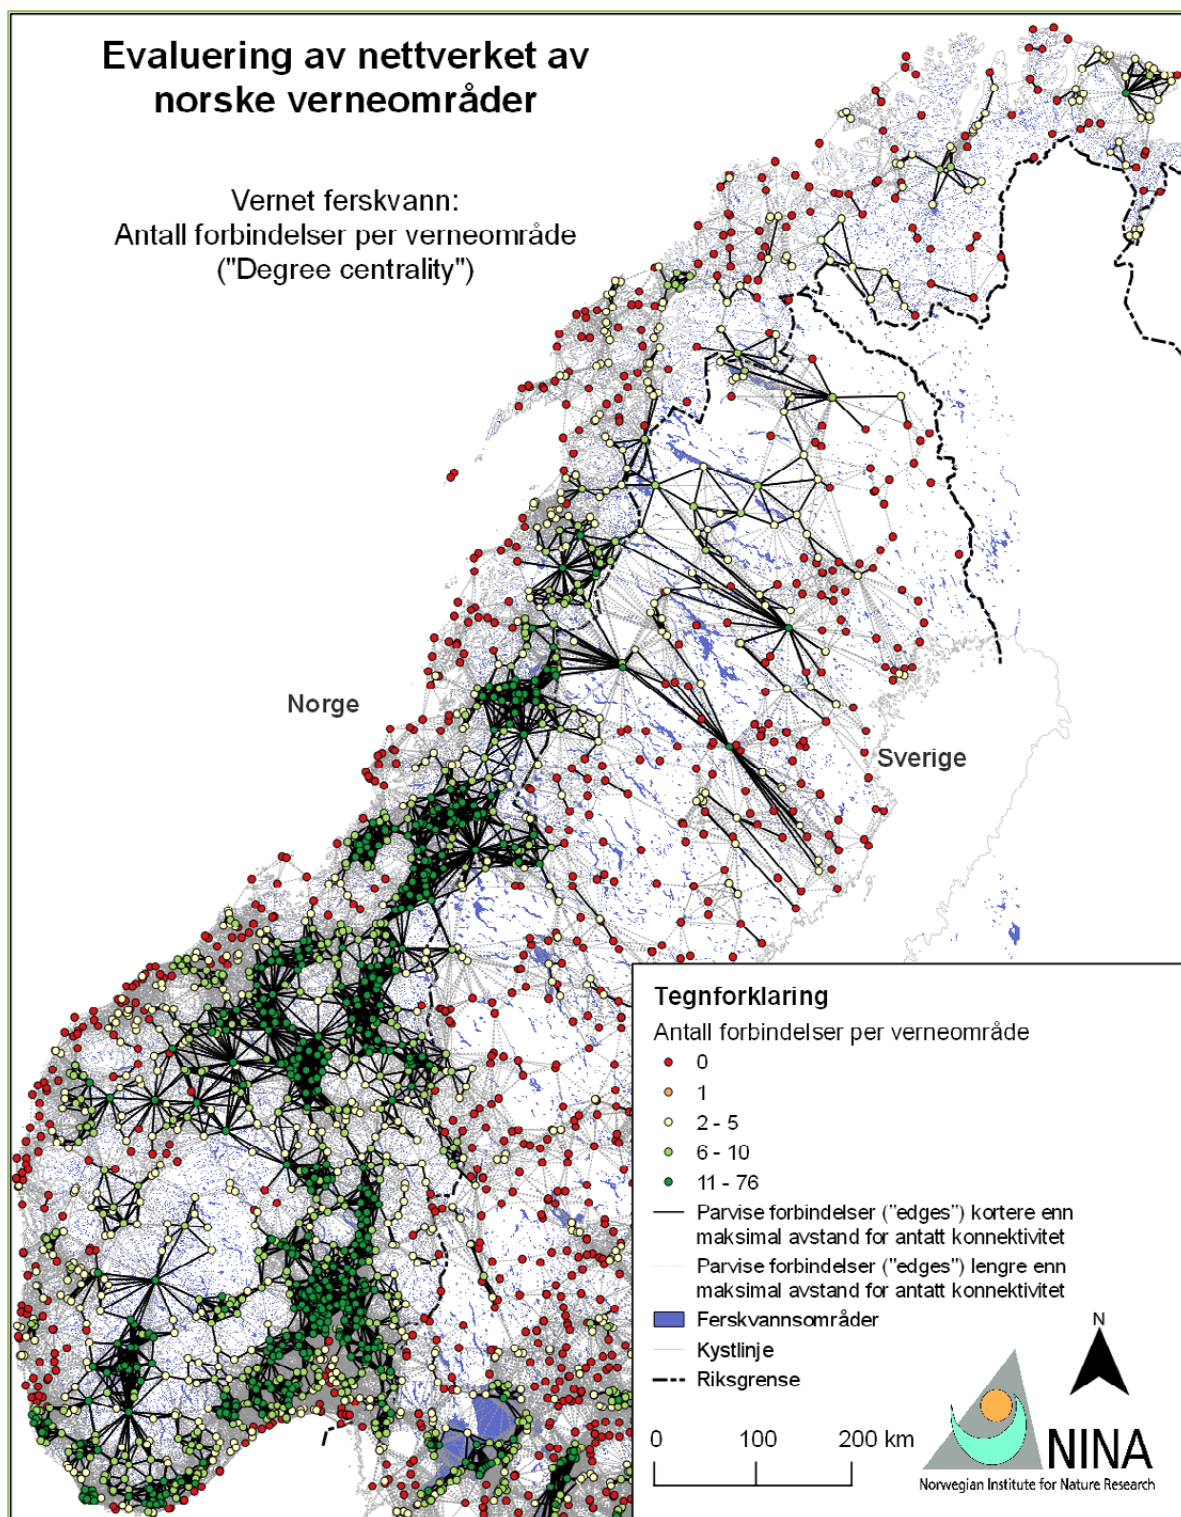 Evaluering av nettverket av
norske verneområder
Vernet ferskvann:
Antall forbindelser per verneområde
("Degree centrality")
Norge
Sverige
Tegnforklaring
Antall forbindelser per verneområde
0
1
2 - 5
6 - 10
11 - 76
Parvise forbindelser ("edges") kortere enn
maksimal avstand for antatt konnektivitet
Parvise forbindelser ("edges") lengre enn
maksimal avstand for antatt konnektivitet
Ferskvannsområder
Kystlinje
Riksgrense
0 100 200 km
N
NINA
Norwegian Institute for Nature Research